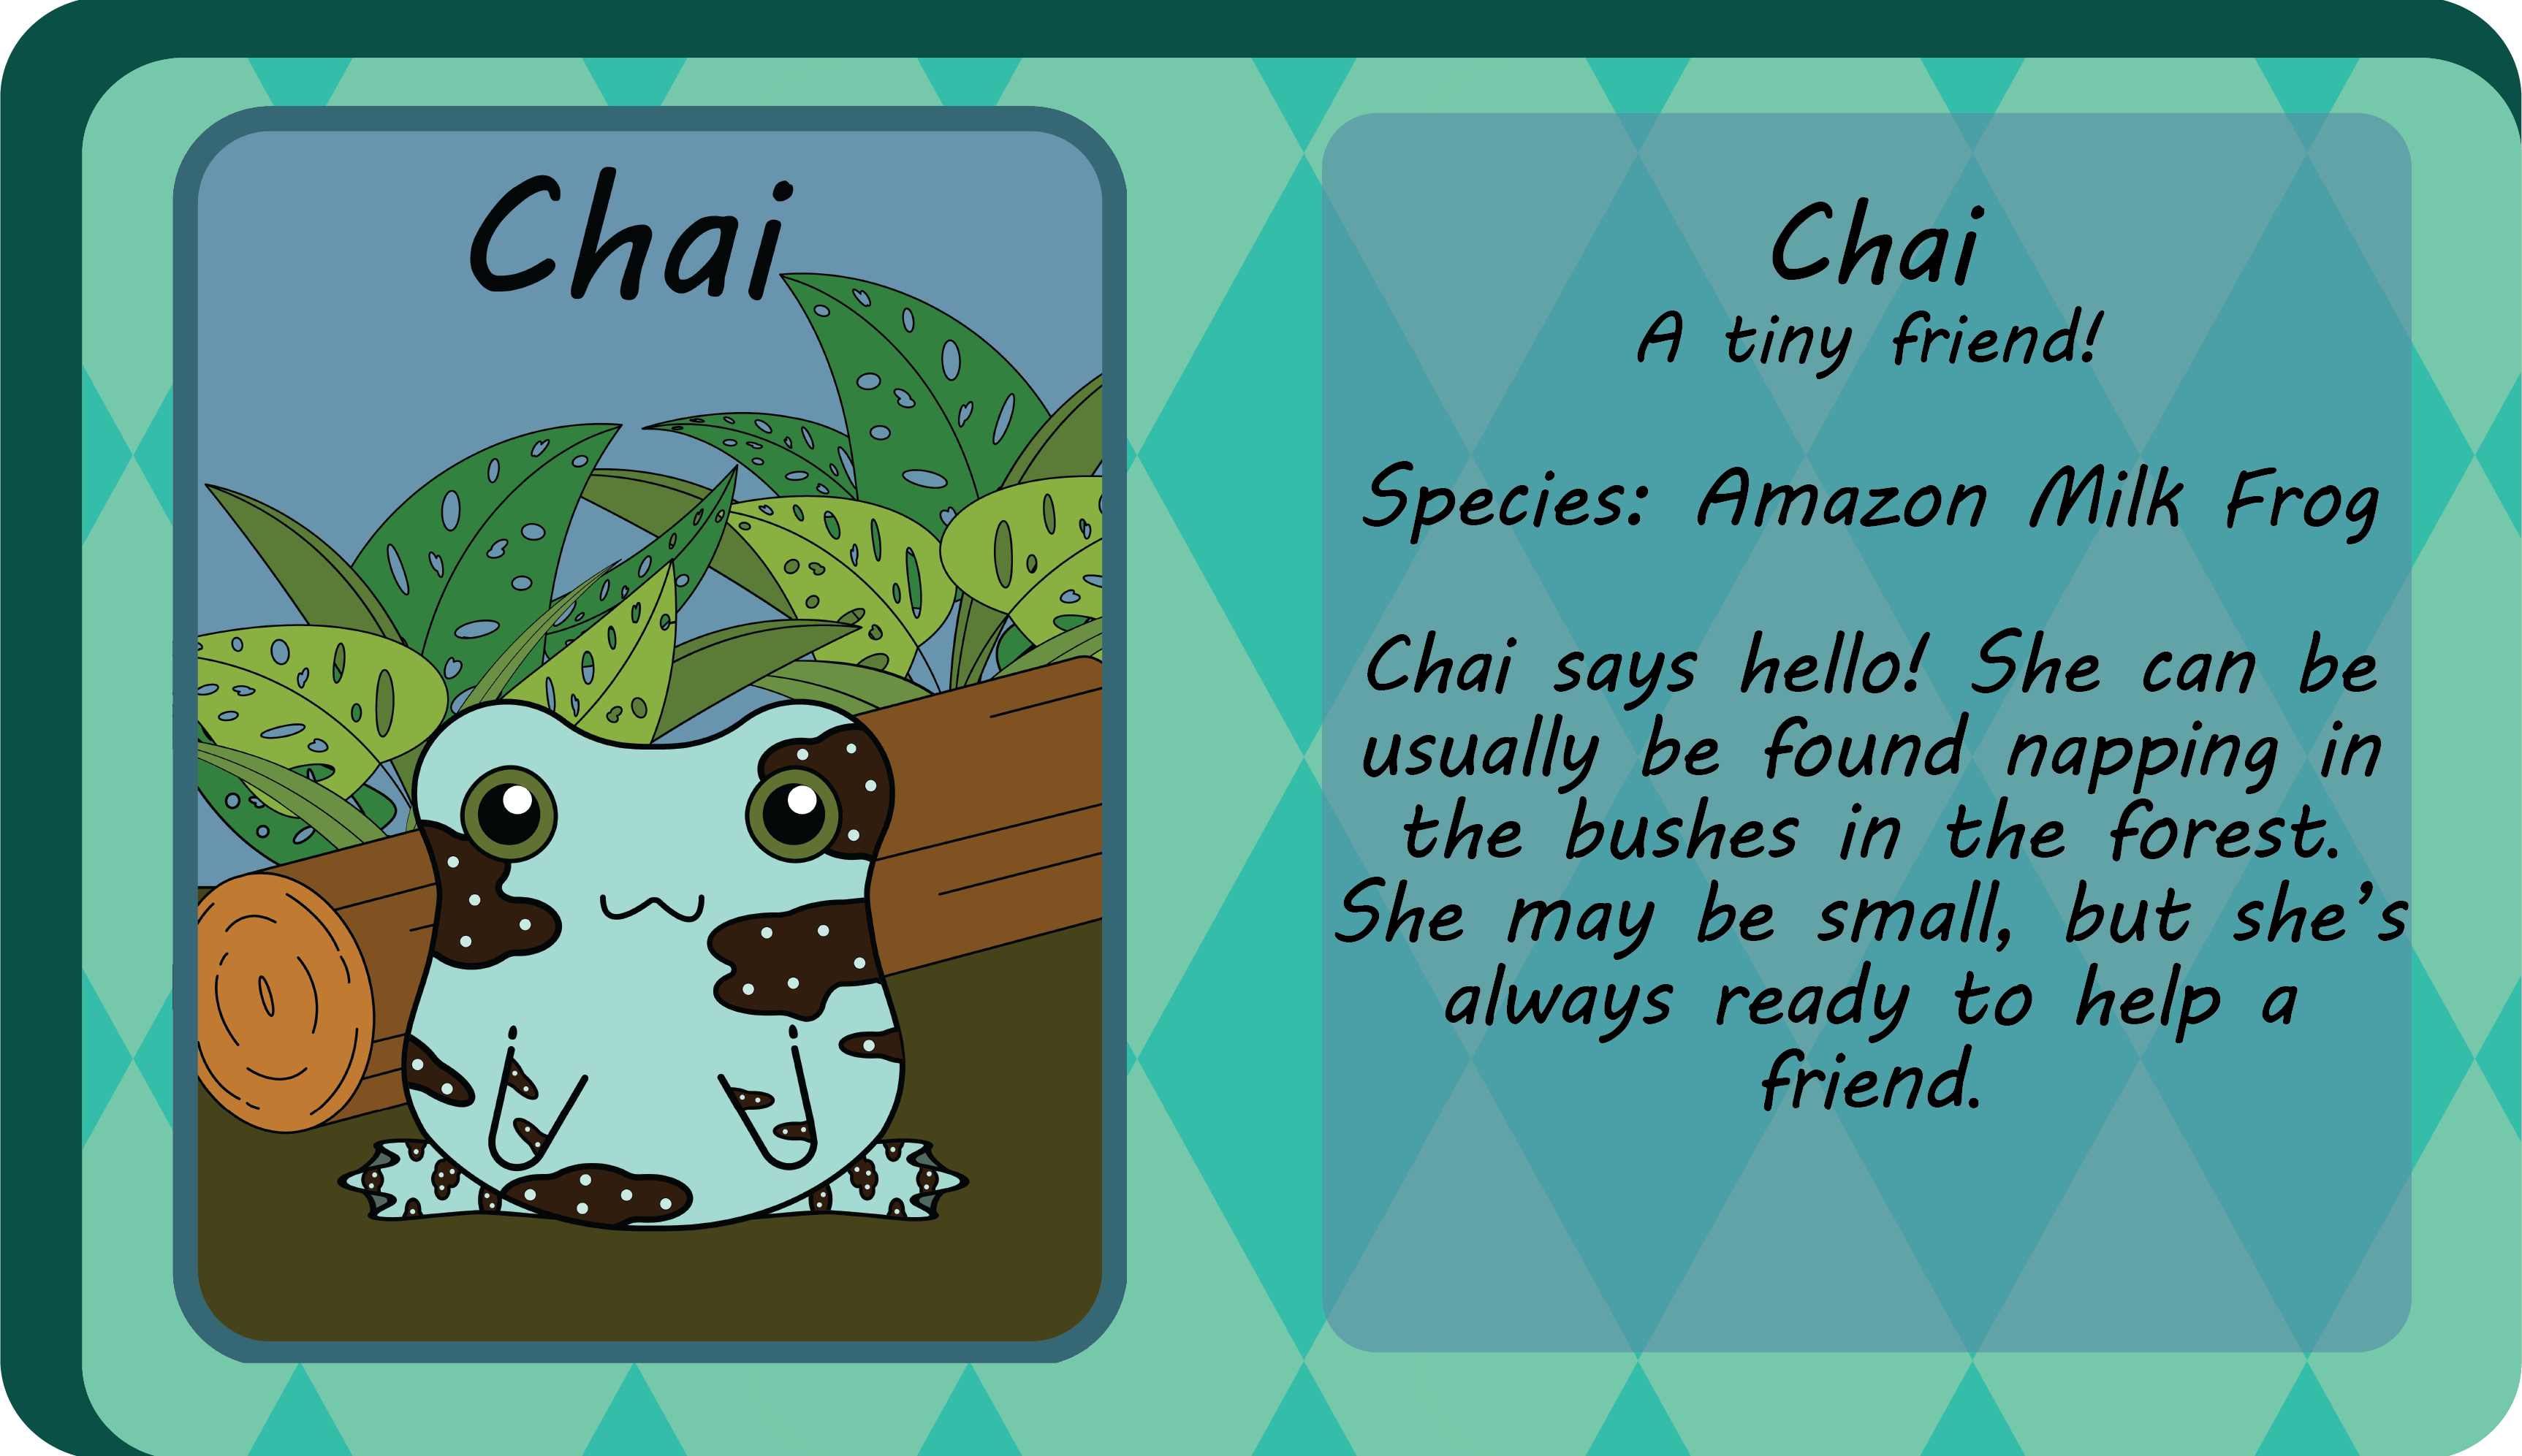 Chai
Chai
A tiny friend!
Species: Amazon Milk Frog
Chai says hello! She can be
usually be found napping in
the bushes in the forest.
She may be small, but she's
always ready to help a
friend.